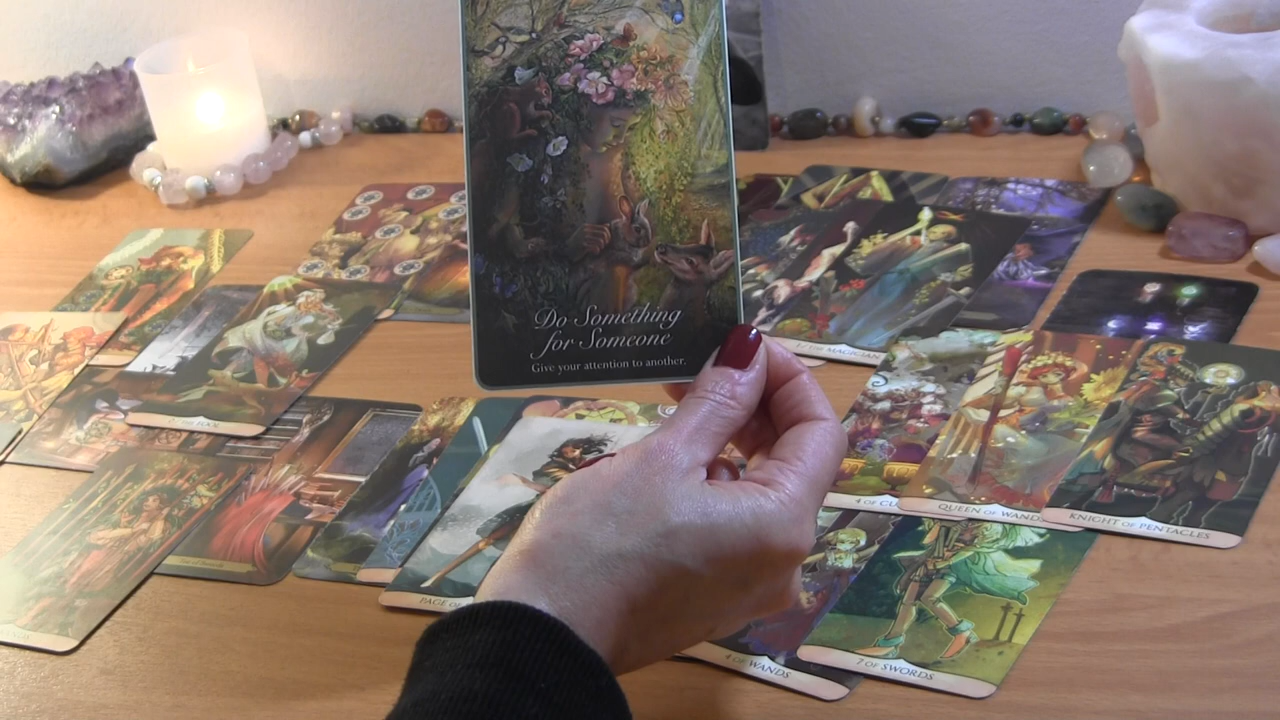 Do Something
for Someone
Give your attention to another.
THE MAGICIAN
THE FOOL
4 OF CU
QUEEN OF WANDS
KNIGHT OF PENTACLES
PAGE OF
4 OF WANDS
7 OF SWORDS